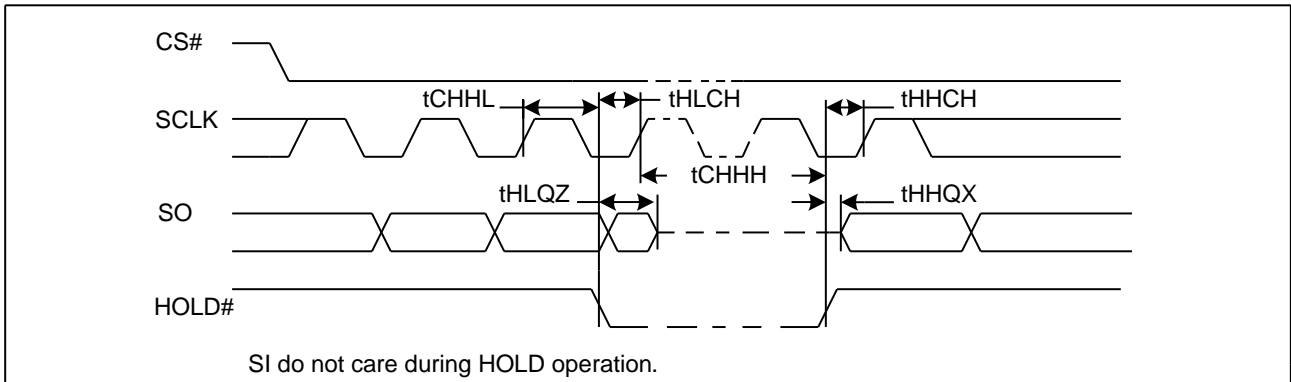 CS#
tCHHL
tHLCH
tHHCH
SCLK
tCHHH
tHLQZ
tHHQX
SO
HOLD#
SI do not care during HOLD operation.